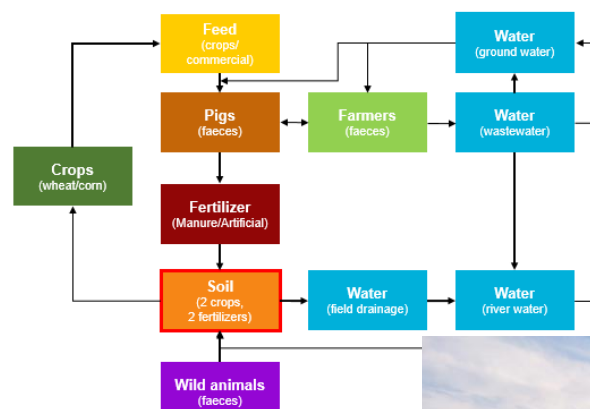 Feed
(crops/
commercial)
Water
(ground water)
Pigs
(faeces)
Farmers
(faeces)
Water
(wastewater)
Crops
(wheat/corn)
Fertilizer
(Manure/Artificial)
Soil
(2 crops,
2 fertilizers)
Water
(field drainage)
Water
(river water)
Wild animals
(faeces)